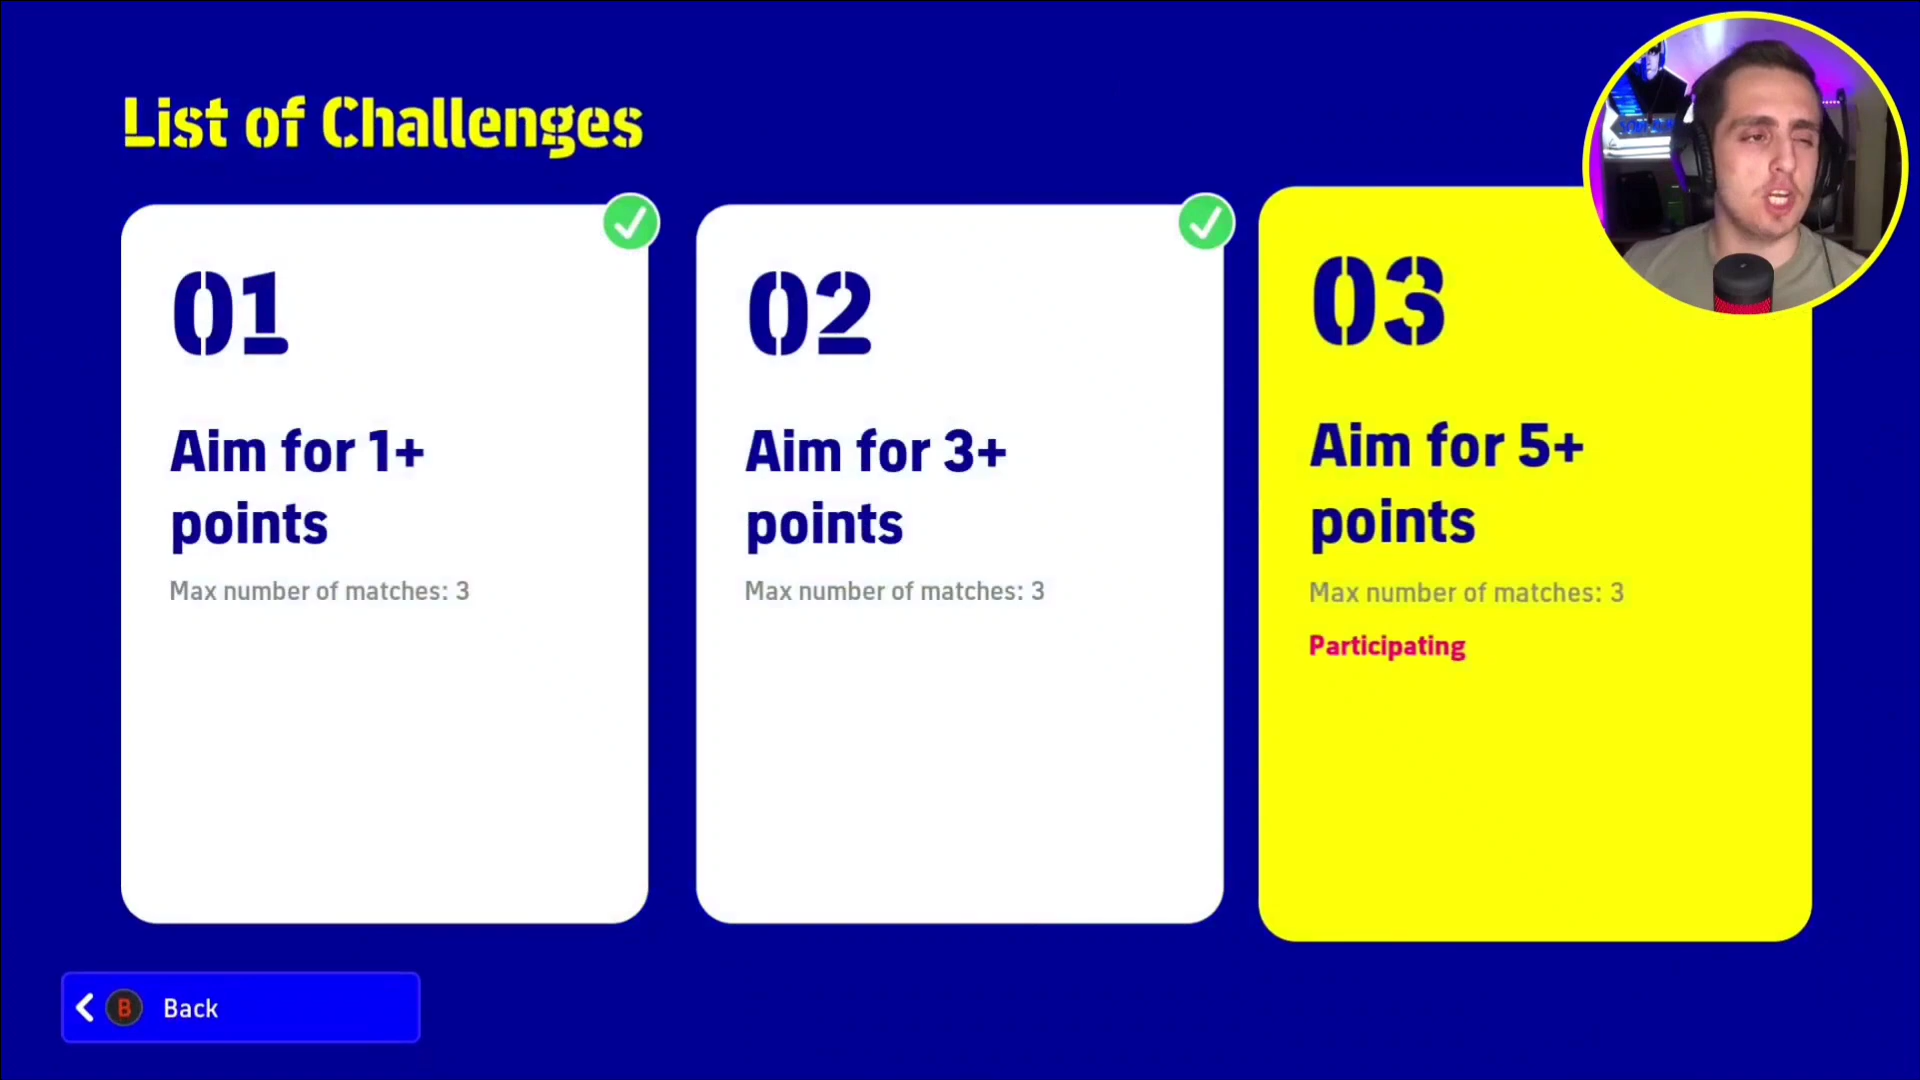 List of Challenges
01
Aim for 1+
points
Max number of matches: 3
02
Aim for 3+
points
Max number of matches: 3
03
Aim for 5+
points
Max number of matches: 3
Participating
B Back